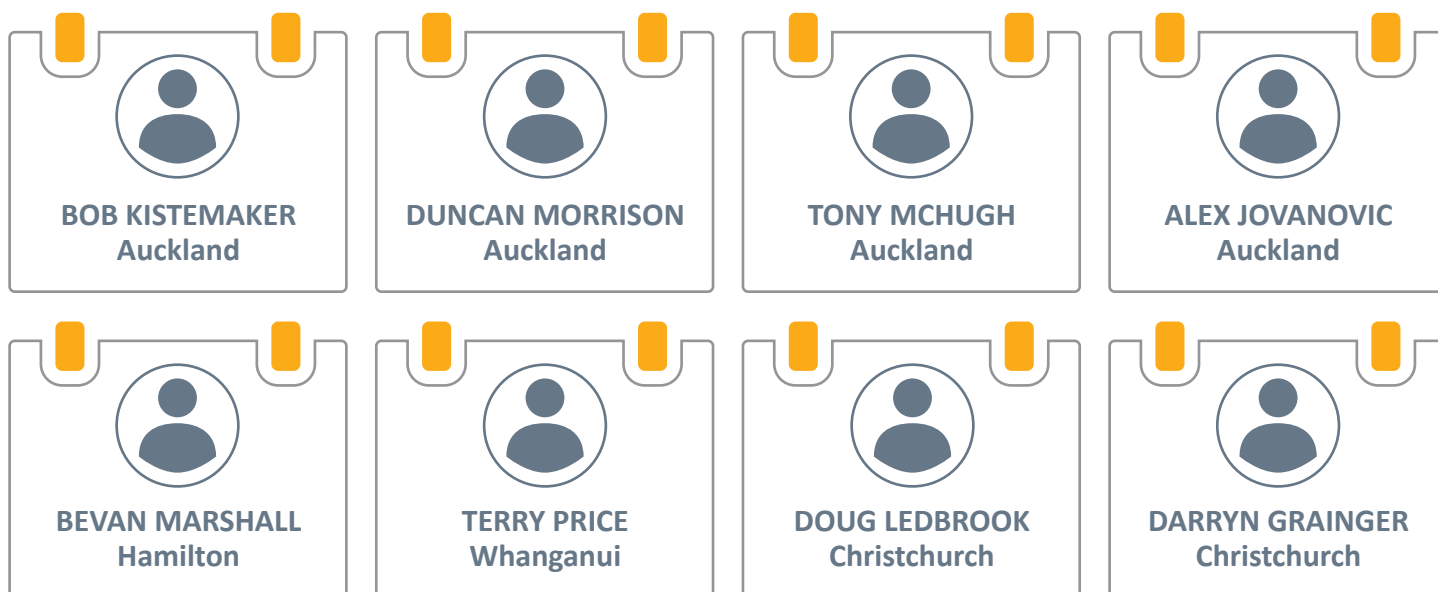 BOB KISTEMAKER
Auckland
DUNCAN MORRISON
Auckland
TONY MCHUGH
Auckland
ALEX JOVANOVIC
Auckland
BEVAN MARSHALL
Hamilton
TERRY PRICE
Whanganui
DOUG LEDBROOK
Christchurch
DARRYN GRAINGER
Christchurch